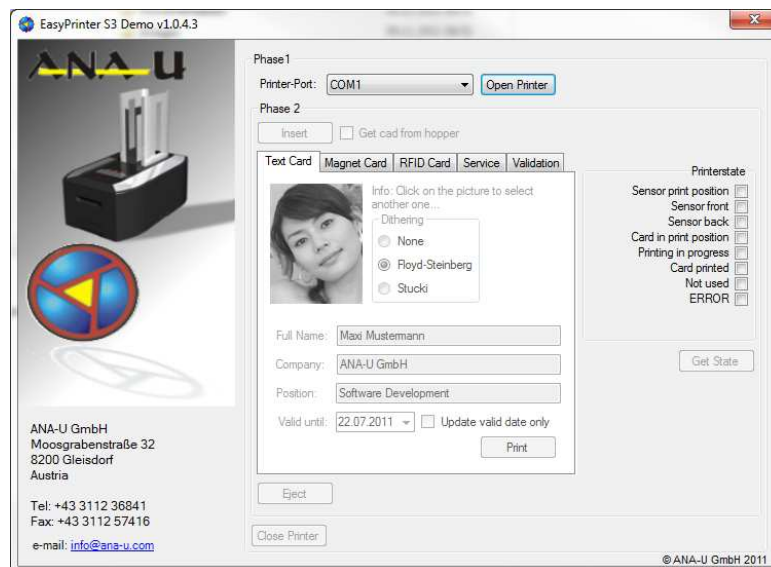 EasyPrinter S3 Demo v1.0.4.3
ANA-U
ANA-U GmbH
Moosgrabenstraße 32
8200 Gleisdorf
Austria
Tel: +43 3112 36841
Fax: +43 3112 57416
e-mail: info@ana-u.com
Phase1
Printer-Port: COM1 Open Printer
Phase 2
Insert Get cad from hopper
Text Card Magnet Card RFID Card Service Validation
Info: Click on the picture to select
another one...
Dithering
None
Floyd-Steinberg
Stucki
Full Name: Maxi Mustermann
Company: ANA-U GmbH
Position: Software Development
Valid until: 22.07.2011 Update valid date only
Print
Eject
Close Printer
Printerstate
Sensor print position
Sensor front
Sensor back
Card in print position
Printing in progress
Card printed
Not used
ERROR
Get State
© ANA-U GmbH 2011